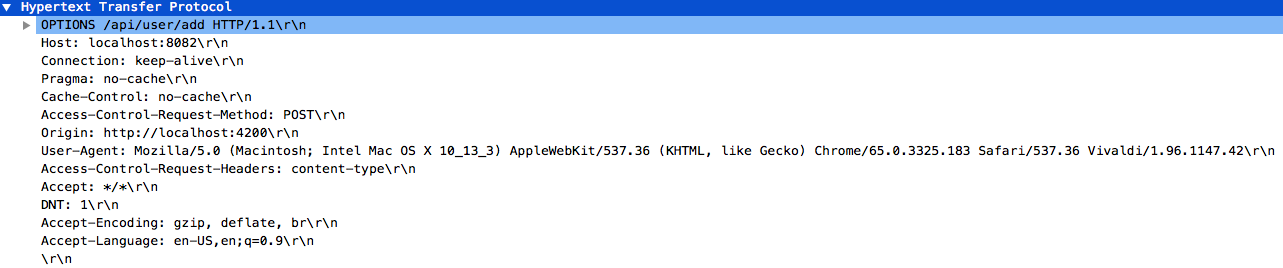 Hypertext Transfer Protocol
OPTIONS /api/user/add HTTP/1.1\r\n
Host: localhost:8082\r\n
Connection: keep-alive\r\n
Pragma: no-cache\r\n
Cache-Control: no-cache\r\n
Access-Control-Request-Method: POST\r\n
Origin: http://localhost:4200\r\n
User-Agent: Mozilla/5.0 (Macintosh; Intel Mac OS X 10_13_3) AppleWebKit/537.36 (KHTML, like Gecko) Chrome/65.0.3325.183 Safari/537.36 Vivaldi/1.96.1147.42\r\n
Access-Control-Request-Headers: content-type\r\n
Accept: */*\r\n
DNT: 1\r\n
Accept-Encoding: gzip, deflate, br\r\n
Accept-Language: en-US,en;q=0.9\r\n
\r\n